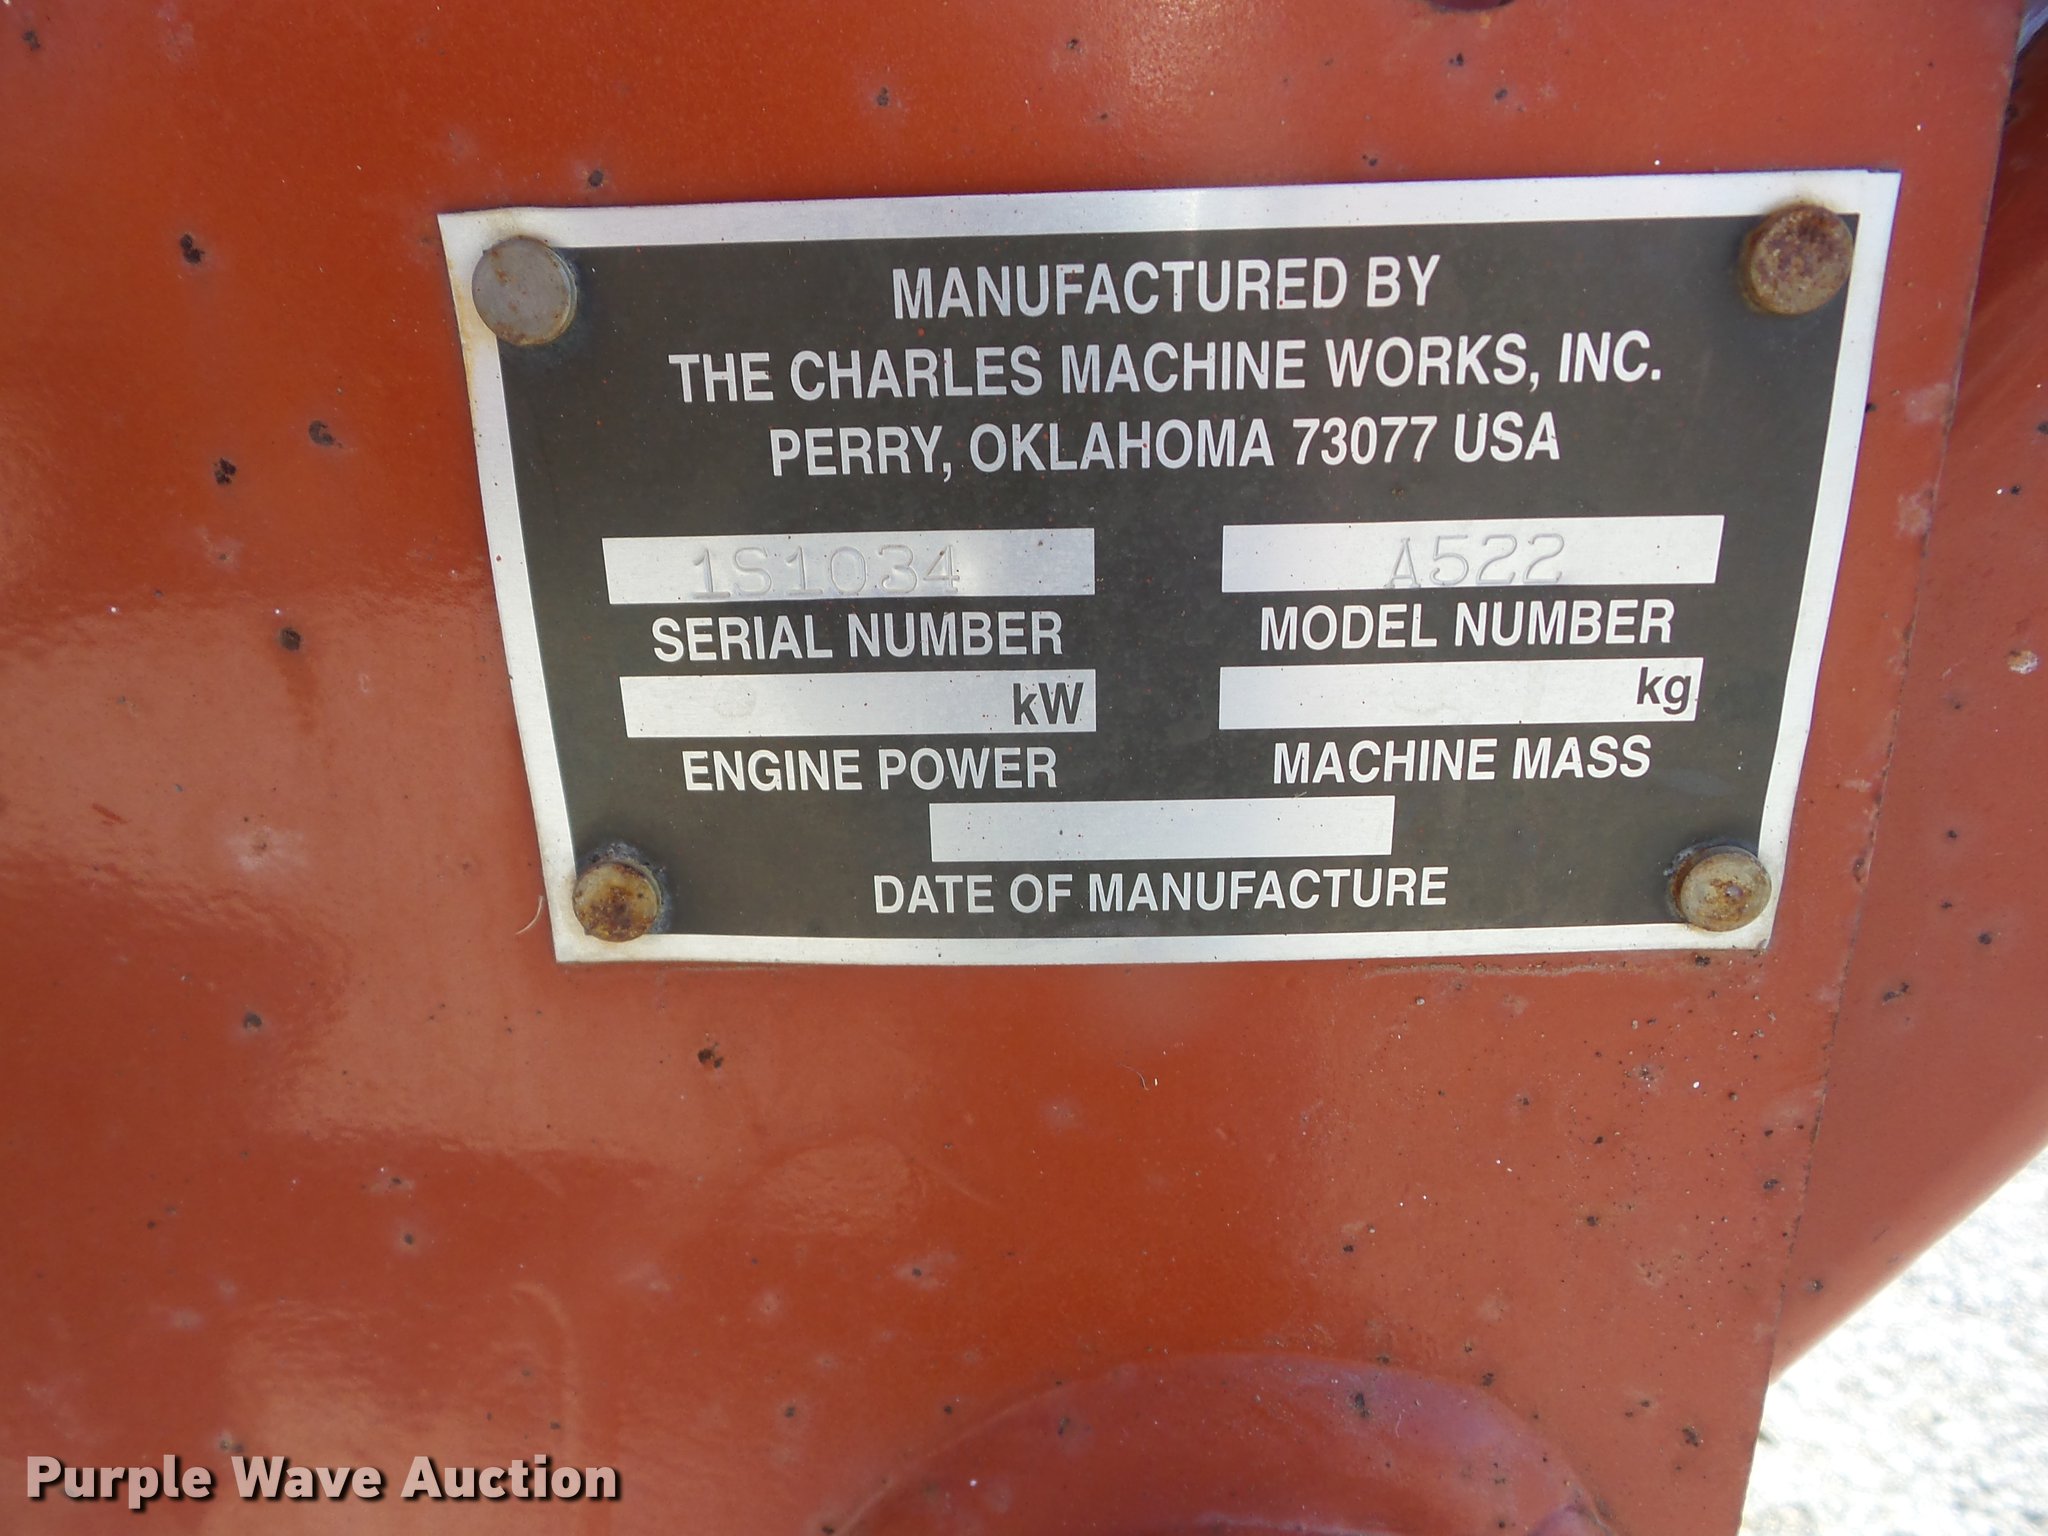 MANUFACTURED BY
THE CHARLES MACHINE WORKS, INC.
PERRY, OKLAHOMA 73077 USA
1S1034 A522
SERIAL NUMBER MODEL NUMBER
kW kg
ENGINE POWER MACHINE MASS
DATE OF MANUFACTURE
Purple Wave Auction